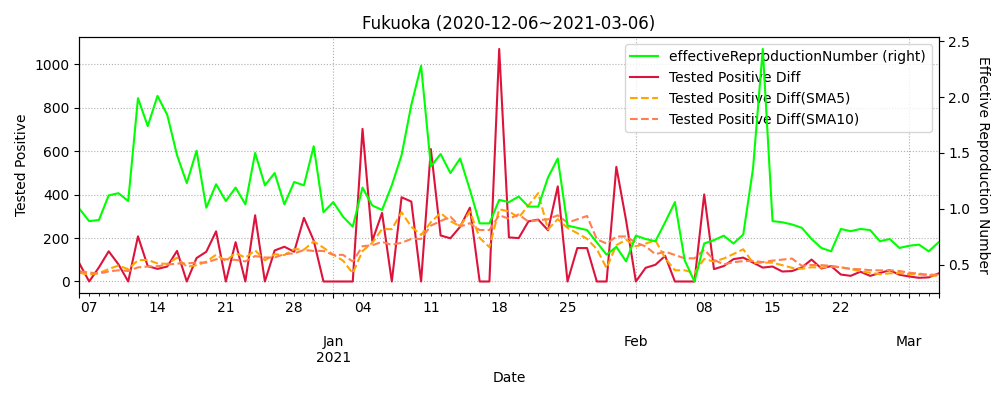 Fukuoka (2020-12-06~2021-03-06)
effectiveReproductionNumber (right)
Tested Positive Diff
Tested Positive Diff(SMA5)
Tested Positive Diff(SMA10)
Tested Positive
1000
800
600
400
200
0
Effective Reproduction Number
2.5
2.0
1.5
1.0
0.5
07 14 21 28 04 11 18 25 08 15 22
Jan Feb Mar
2021
Date